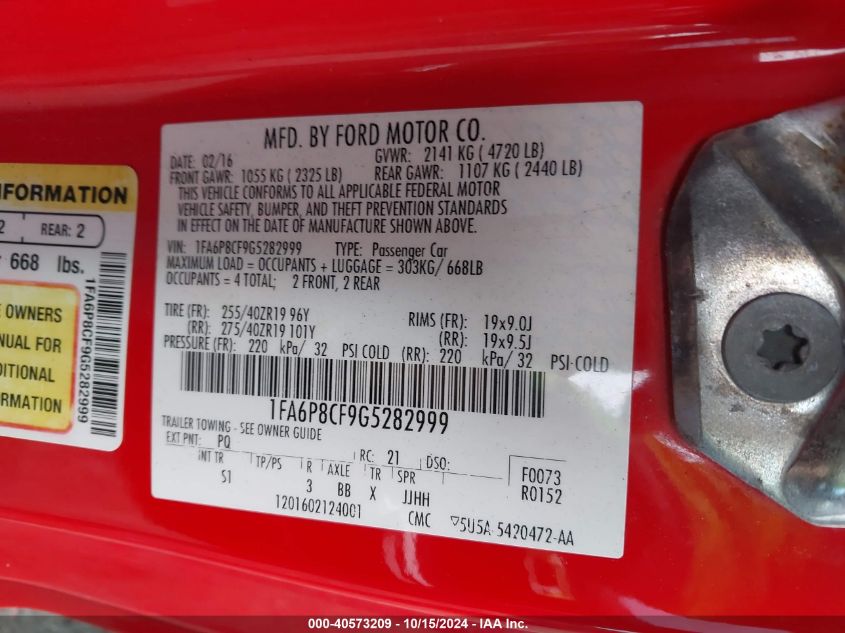 MFD. BY FORD MOTOR CO.
DATE: 02/16 GVWR: 2141 KG ( 4720 LB)
FRONT GAWR: 1055 KG ( 2325 LB) REAR GAWR: 1107 KG ( 2440 LB)
THIS VEHICLE CONFORMS TO ALL APPLICABLE FEDERAL MOTOR
VEHICLE SAFETY, BUMPER, AND THEFT PREVENTION STANDARDS
IN EFFECT ON THE DATE OF MANUFACTURE SHOWN ABOVE.
VIN: 1FA6P8CF9G5282999 TYPE: Passenger Car
MAXIMUM LOAD = OCCUPANTS + LUGGAGE = 303KG/ 668LB
OCCUPANTS = 4 TOTAL; 2 FRONT, 2 REAR
TIRE (FR): 255/40ZR19 96Y RIMS (FR): 19x9.0J
(RR): 275/40ZR19 101Y (RR): 19x9.5J
PRESSURE (FR): 220 kPa/ 32 PSI COLD (RR): 220 kPa/ 32 PSI-COLD
1FA6P8CF9G5282999
TRAILER TOWING - SEE OWNER GUIDE
EXT PNT: PQ RC: 21 DSO:
INT TR TP/PS R AXLE TR SPR
S1 3 BB X JJHH
F0073
R0152
1201602124001 CMC ▽5U5A-5420472-AA
INFORMATION
2 REAR: 2
668 lbs.
OWNERS
MANUAL FOR
INFORMATION
1FA6P8CF9G5282999
000-40573209 - 10/15/2024 - IAA Inc.